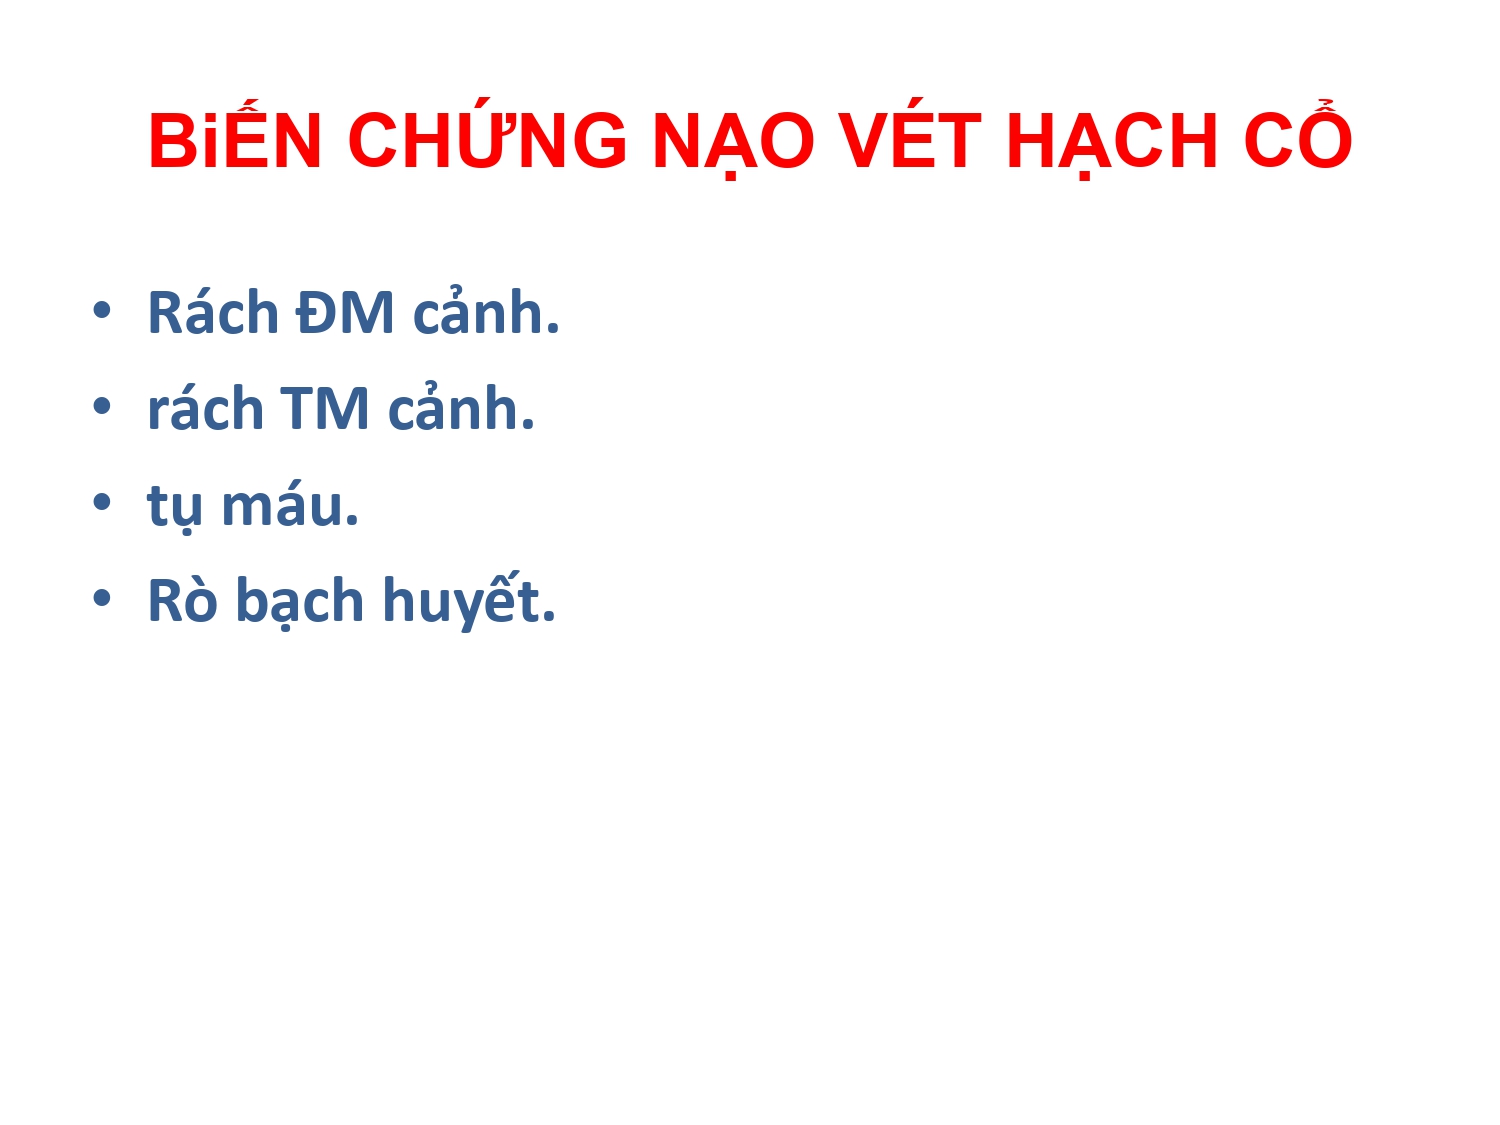 BiẾN CHỨNG NẠO VÉT HẠCH CỔ
• Rách ĐM cảnh.
• rách TM cảnh.
• tụ máu.
• Rò bạch huyết.